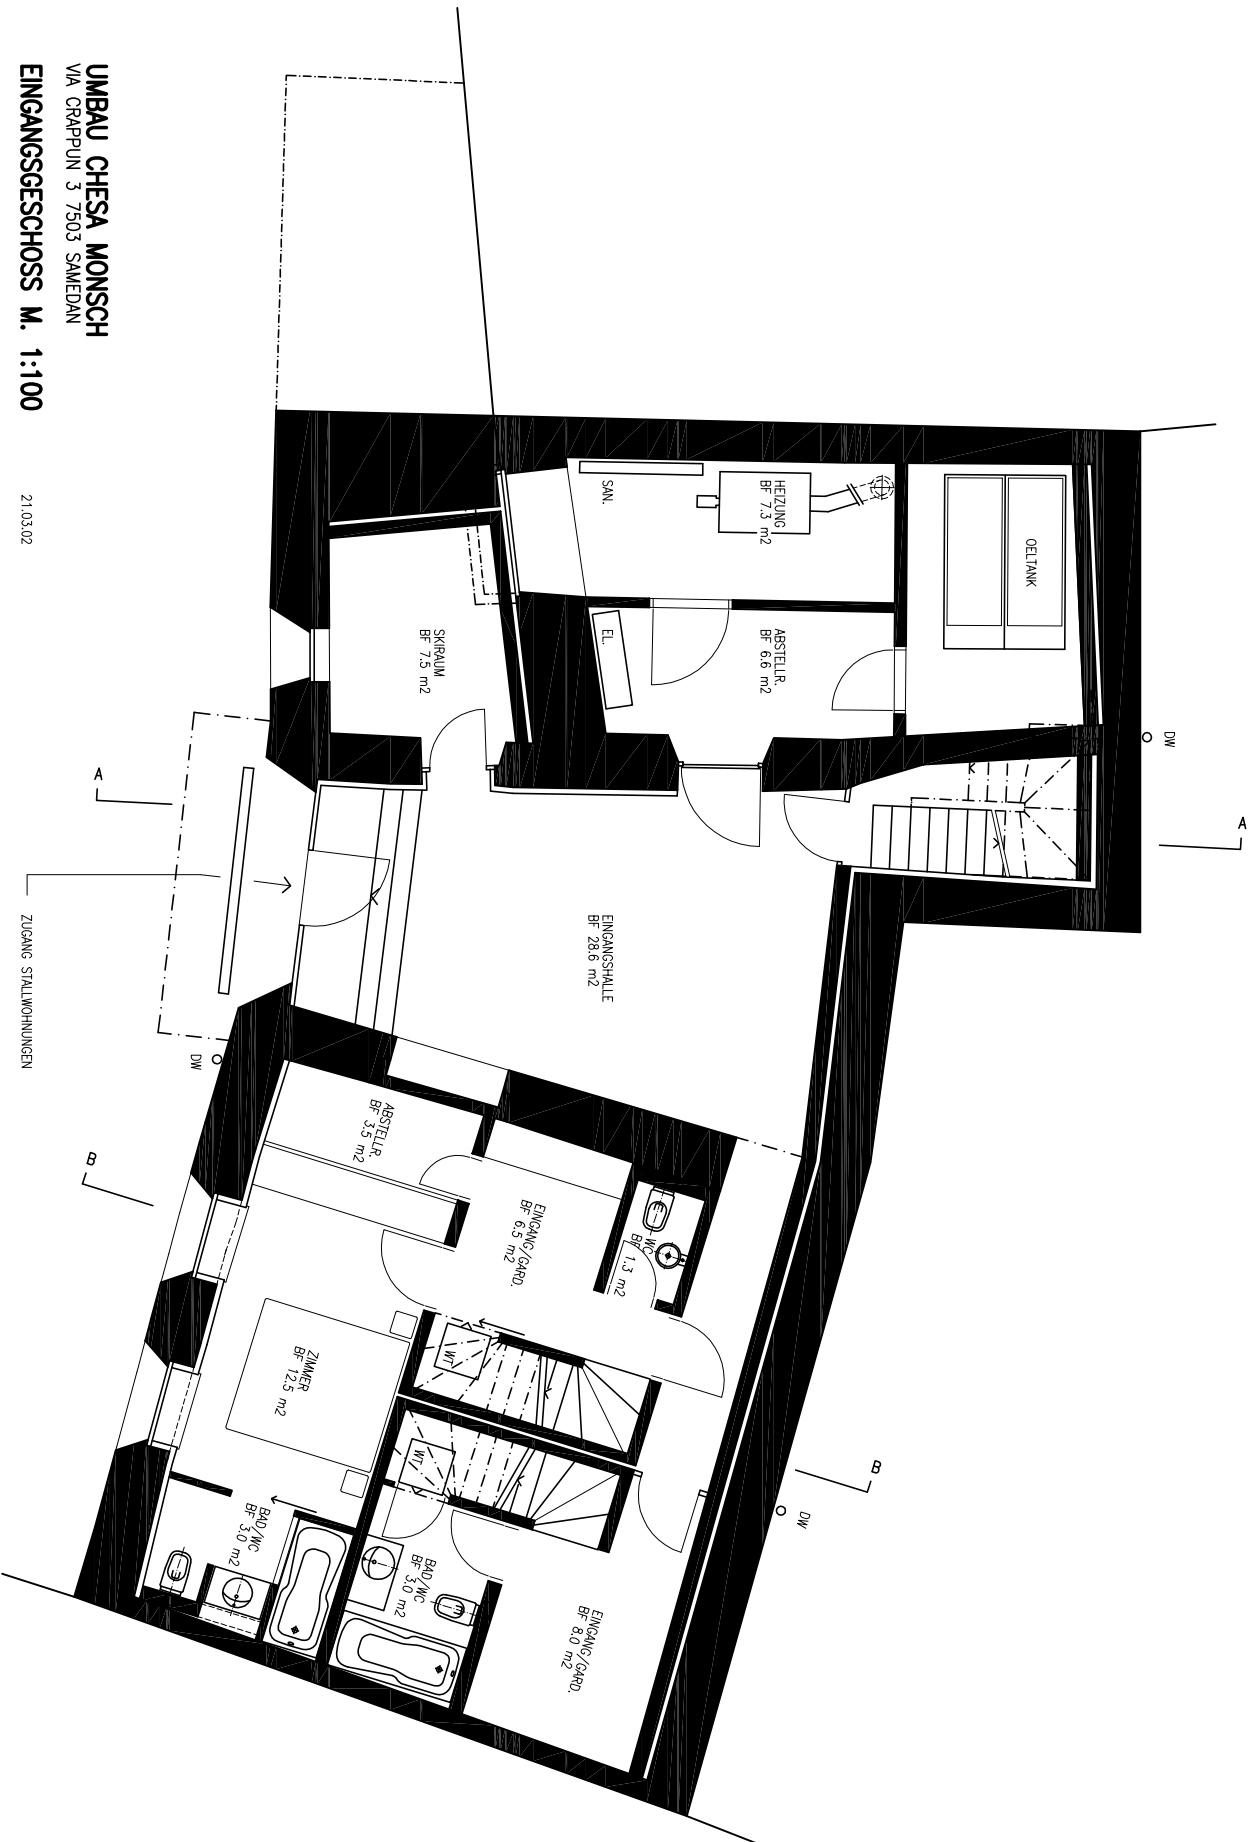 UMBAU CHESA MONSCH
VIA CRAPPUN 3 7503 SAMEDAN
EINGANGSGESCHOSS M. 1:100
21.03.02
OELTANK
HEIZUNG
BF 7.3 m2
SAN.
ABSTELLR.
BF 6.6 m2
EL.
SKIRAUM
BF 7.5 m2
DW
A
A
EINGANGSHALLE
BF 28.6 m2
ZUGANG STALLWOHNUNGEN
DW
B
ABSTELLR.
BF 3.5 m2
EINGANG/GARD.
BF 6.5 m2
WC
BF 1.3 m2
WT
ZIMMER
BF 12.5 m2
WT
B
DW
BAD/WC
BF 3.0 m2
BAD/WC
BF 3.0 m2
EINGANG/GARD.
BF 8.0 m2